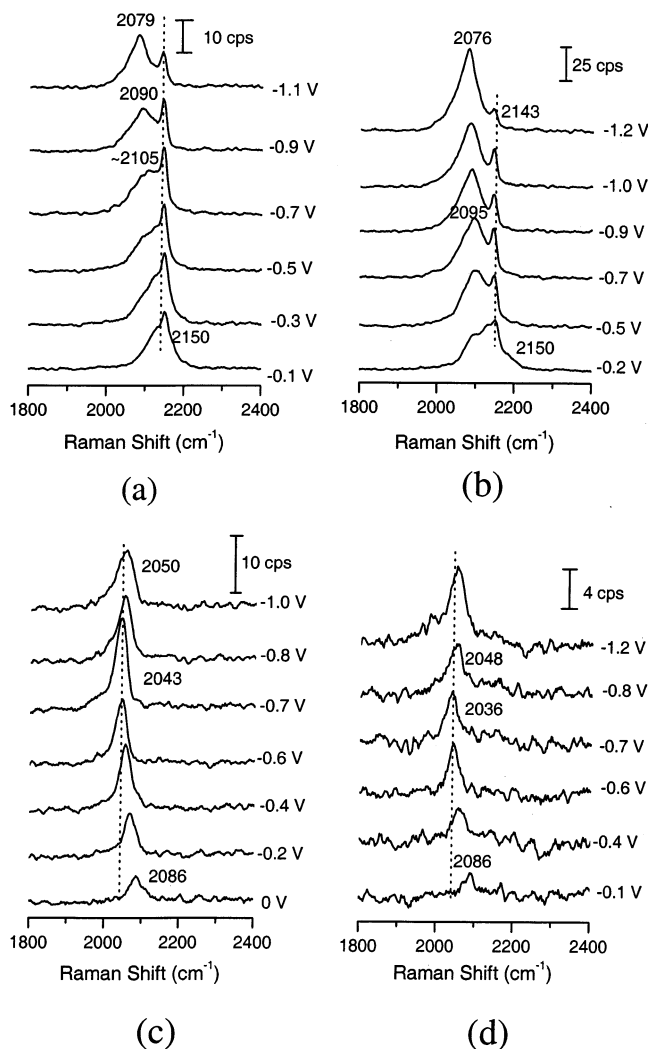 2079
10 cps
-1.1 V
2090
-0.9 V
~2105
-0.7 V
-0.5 V
-0.3 V
2150
-0.1 V
1800 2000 2200 2400
Raman Shift (cm⁻¹)
(a)
2076
25 cps
2143
-1.2 V
-1.0 V
-0.9 V
2095
-0.7 V
-0.5 V
2150
-0.2 V
1800 2000 2200 2400
Raman Shift (cm⁻¹)
(b)
2050
10 cps
-1.0 V
-0.8 V
2043
-0.7 V
-0.6 V
-0.4 V
-0.2 V
2086
0 V
1800 2000 2200 2400
Raman Shift (cm⁻¹)
(c)
4 cps
-1.2 V
2048
-0.8 V
2036
-0.7 V
-0.6 V
-0.4 V
2086
-0.1 V
1800 2000 2200 2400
Raman Shift (cm⁻¹)
(d)